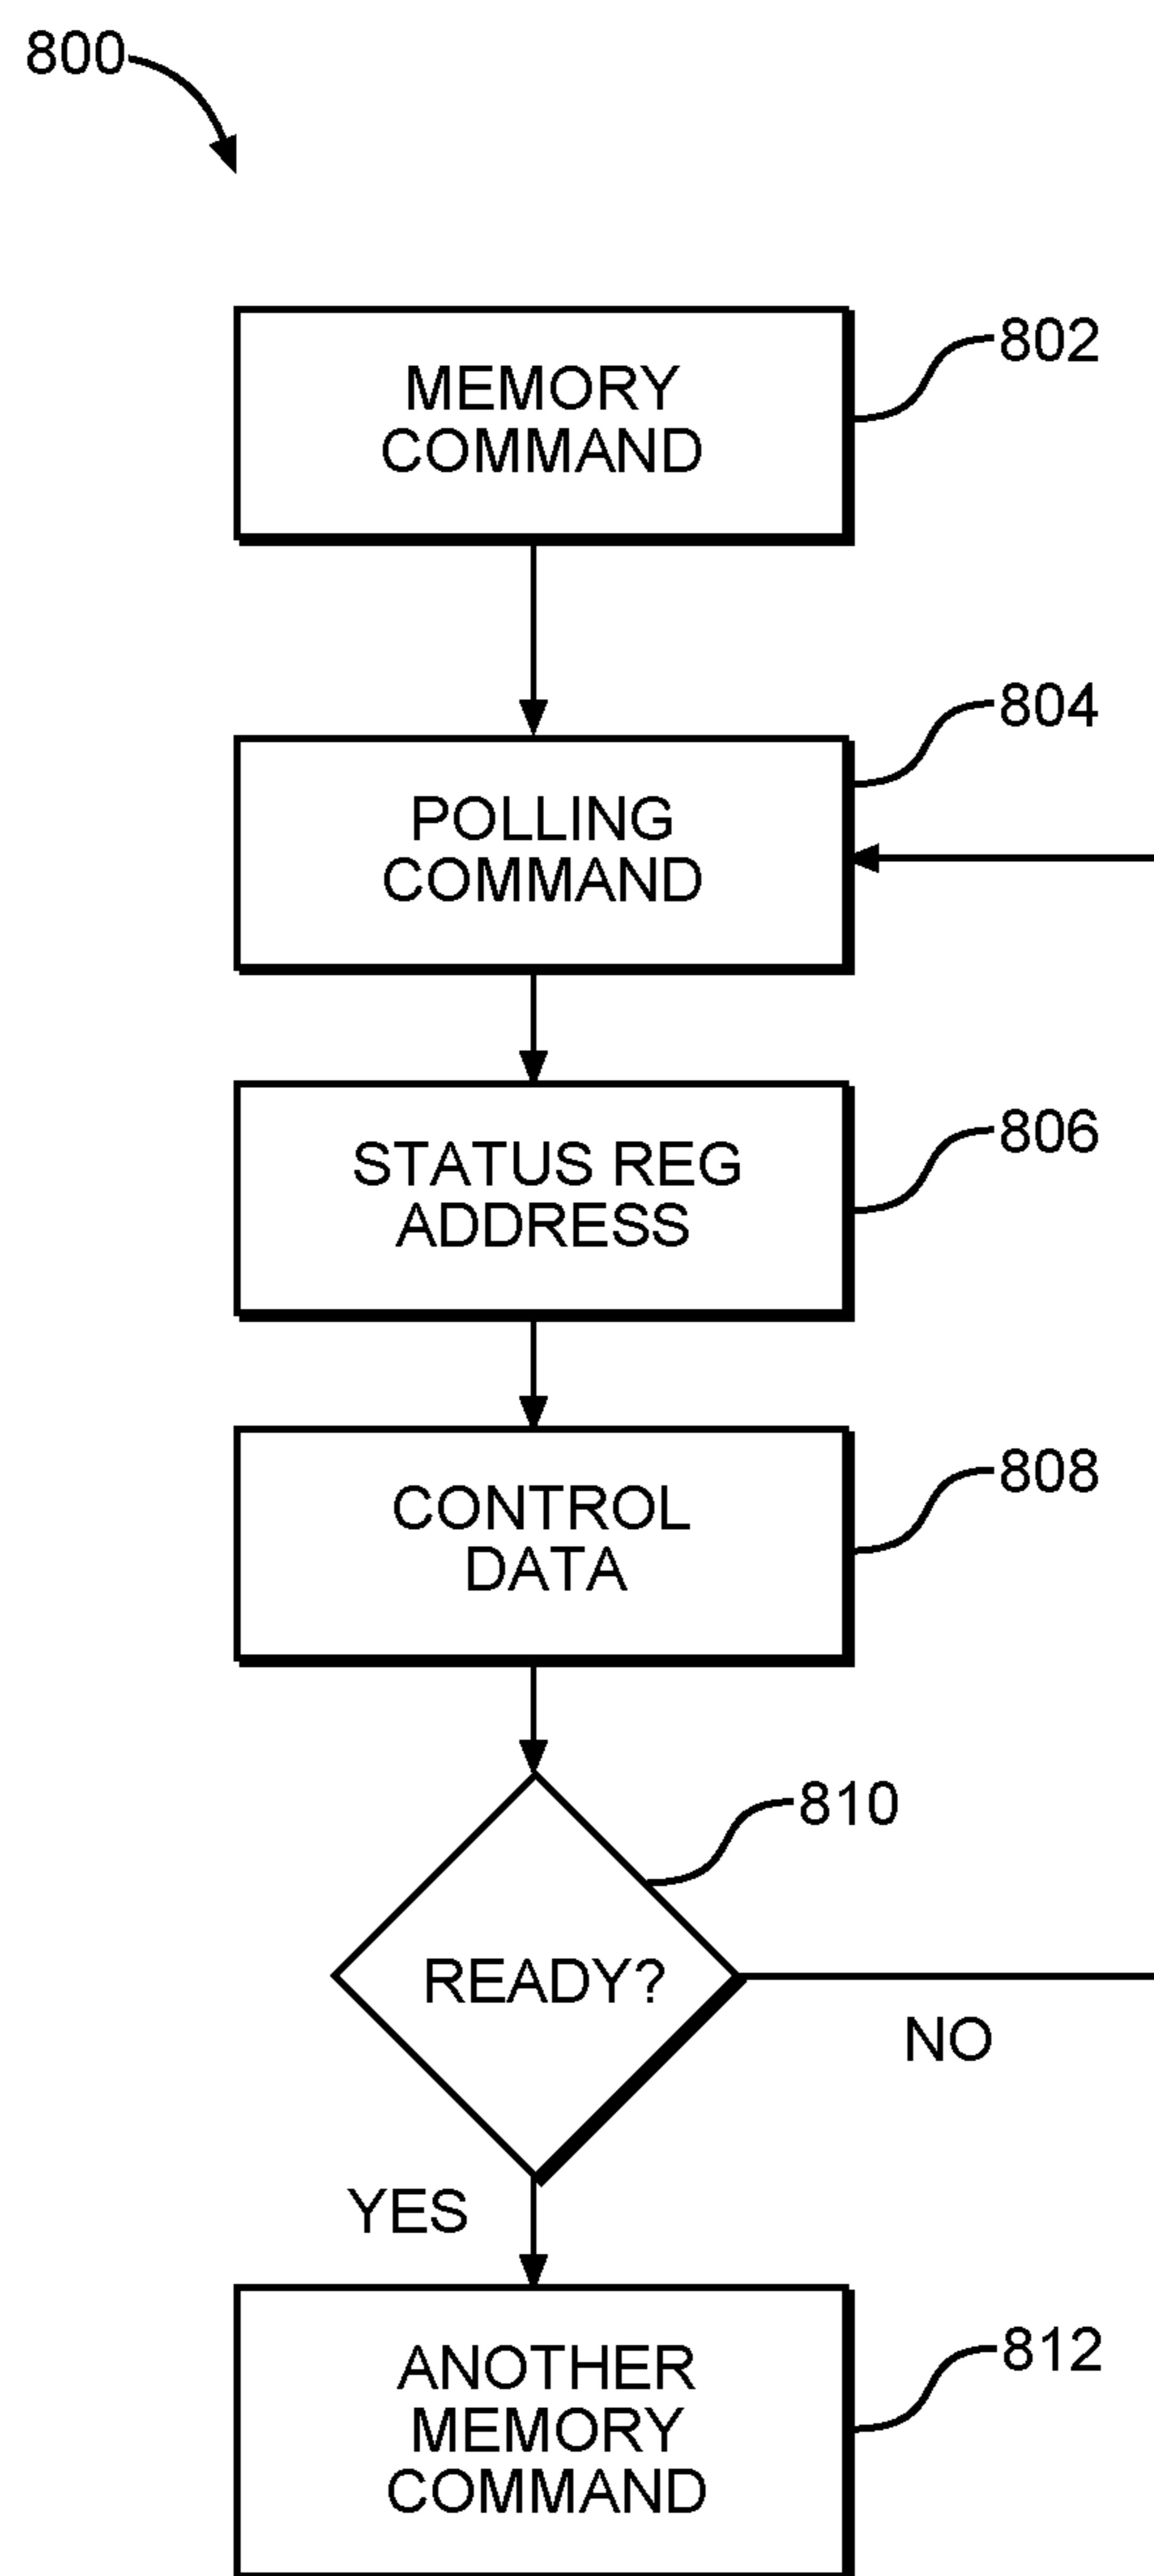 800
802
MEMORY
COMMAND
804
POLLING
COMMAND
806
STATUS REG
ADDRESS
808
CONTROL
DATA
810
READY?
NO
YES
812
ANOTHER
MEMORY
COMMAND